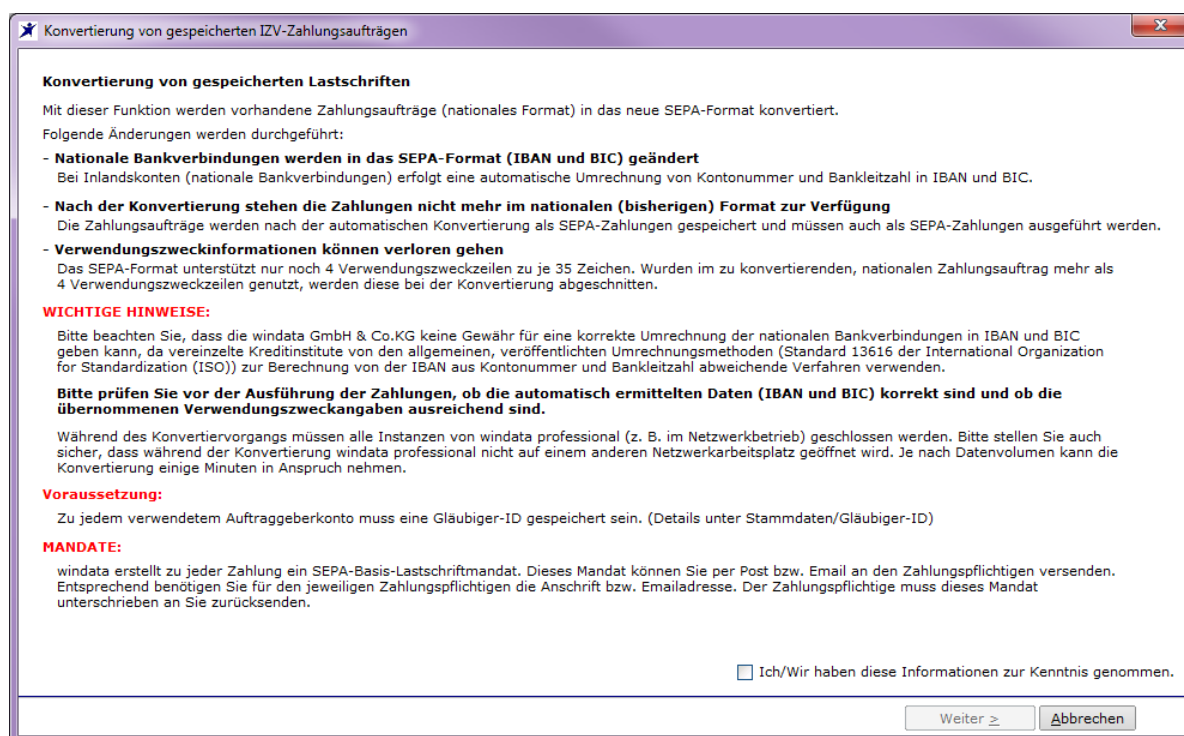 Konvertierung von gespeicherten IZV-Zahlungsaufträgen
Konvertierung von gespeicherten Lastschriften
Mit dieser Funktion werden vorhandene Zahlungsaufträge (nationales Format) in das neue SEPA-Format konvertiert.
Folgende Änderungen werden durchgeführt:
- Nationale Bankverbindungen werden in das SEPA-Format (IBAN und BIC) geändert
Bei Inlandskonten (nationale Bankverbindungen) erfolgt eine automatische Umrechnung von Kontonummer und Bankleitzahl in IBAN und BIC.
- Nach der Konvertierung stehen die Zahlungen nicht mehr im nationalen (bisherigen) Format zur Verfügung
Die Zahlungsaufträge werden nach der automatischen Konvertierung als SEPA-Zahlungen gespeichert und müssen auch als SEPA-Zahlungen ausgeführt werden.
- Verwendungszweckinformationen können verloren gehen
Das SEPA-Format unterstützt nur noch 4 Verwendungszweckzeilen zu je 35 Zeichen. Wurden im zu konvertierenden, nationalen Zahlungsauftrag mehr als
4 Verwendungszweckzeilen genutzt, werden diese bei der Konvertierung abgeschnitten.
WICHTIGE HINWEISE:
Bitte beachten Sie, dass die windata GmbH & Co.KG keine Gewähr für eine korrekte Umrechnung der nationalen Bankverbindungen in IBAN und BIC
geben kann, da vereinzelte Kreditinstitute von den allgemeinen, veröffentlichten Umrechnungsmethoden (Standard 13616 der International Organization
for Standardization (ISO)) zur Berechnung von der IBAN aus Kontonummer und Bankleitzahl abweichende Verfahren verwenden.
Bitte prüfen Sie vor der Ausführung der Zahlungen, ob die automatisch ermittelten Daten (IBAN und BIC) korrekt sind und ob die
übernommenen Verwendungszweckangaben ausreichend sind.
Während des Konvertiervorgangs müssen alle Instanzen von windata professional (z. B. im Netzwerkbetrieb) geschlossen werden. Bitte stellen Sie auch
sicher, dass während der Konvertierung windata professional nicht auf einem anderen Netzwerkarbeitsplatz geöffnet wird. Je nach Datenvolumen kann die
Konvertierung einige Minuten in Anspruch nehmen.
Voraussetzung:
Zu jedem verwendetem Auftraggeberkonto muss eine Gläubiger-ID gespeichert sein. (Details unter Stammdaten/Gläubiger-ID)
MANDATE:
windata erstellt zu jeder Zahlung ein SEPA-Basis-Lastschriftmandat. Dieses Mandat können Sie per Post bzw. Email an den Zahlungspflichtigen versenden.
Entsprechend benötigen Sie für den jeweiligen Zahlungspflichtigen die Anschrift bzw. Emailadresse. Der Zahlungspflichtige muss dieses Mandat
unterschrieben an Sie zurücksenden.
Ich/Wir haben diese Informationen zur Kenntnis genommen.
Weiter >
Abbrechen